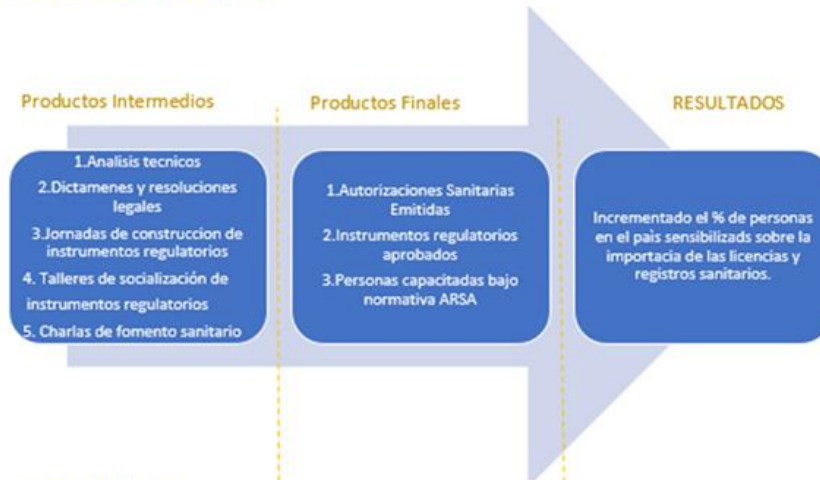 Productos Intermedios
Productos Finales
RESULTADOS
1.Analisis tecnicos
2.Dictamenes y resoluciones
legales
3.Jornadas de construccion de
instrumentos regulatorios
4. Talleres de socialización de
instrumentos regulatorios
5. Charlas de fomento sanitario
1.Autorizaciones Sanitarias
Emitidas
2.Instrumentos regulatorios
aprobados
3.Personas capacitadas bajo
normativa ARSA
Incrementado el % de personas
en el pais sensibilizads sobre la
importacia de las licencias y
registros sanitarios.